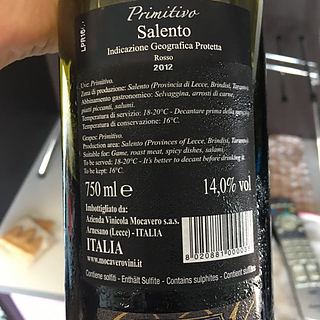 Primitivo
Salento
Indicazione Geografica Protetta
Rosso
2012
Uve: Primitivo.
Zona di produzione: Salento (Provincia di Lecce, Brindisi, Taranto).
Abbinamento gastronomico: Selvaggina, arrosti di carne,
piatti piccanti, salumi.
Temperatura di servizio: 18-20°C - Decantare prima della
Temperatura di conservazione: 16°C.
Grapes: Primitivo.
Production area: Salento (Provinces of Lecce, Brindisi, Taranto).
Suitable for: Game, roast meat, spicy dishes, salami.
To be served: 18-20°C - It's better to decant before drinking it.
To be kept: 16°C.
750 ml e 14,0% vol
Imbottigliato da:
Azienda Vinicola Mocavero s.a.s.
Arnesano (Lecce) - ITALIA
ITALIA
www.mocaverovini.it
Contiene solfiti - Enthält Sulfite - Contains sulphites - Contient sulfites